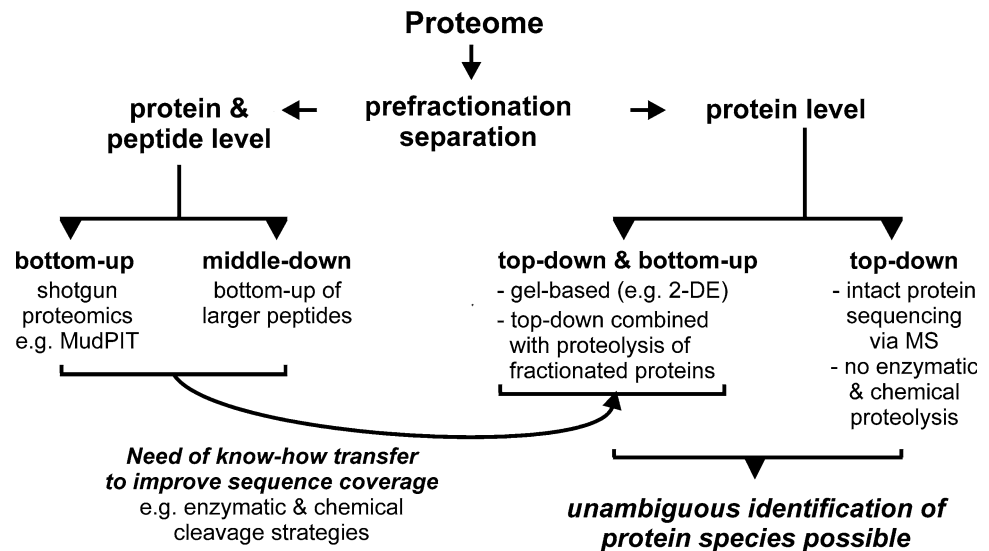 Proteome
protein &
peptide level
prefractionation
separation
protein level
bottom-up
shotgun
proteomics
e.g. MudPIT
middle-down
bottom-up of
larger peptides
top-down & bottom-up
- gel-based (e.g. 2-DE)
- top-down combined
with proteolysis of
fractionated proteins
top-down
- intact protein
sequencing
via MS
- no enzymatic
& chemical
proteolysis
Need of know-how transfer
to improve sequence coverage
e.g. enzymatic & chemical
cleavage strategies
unambiguous identification of
protein species possible